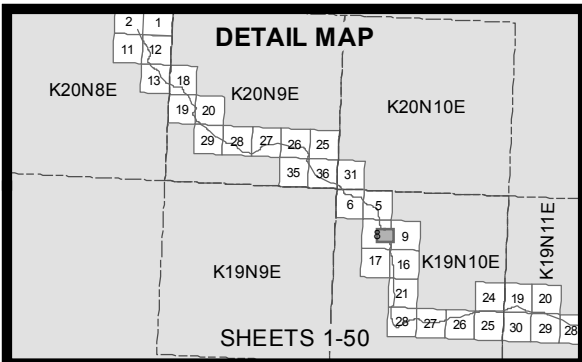 2 1
DETAIL MAP
11 12
13 18
K20N8E
K20N9E
19 20
K20N10E
29 28 27 26 25
35 36 31
6 5
8 9
K19N11E
17 16
K19N10E
K19N9E
21
24 19 20
28 27 26 25 30 29 28
SHEETS 1-50